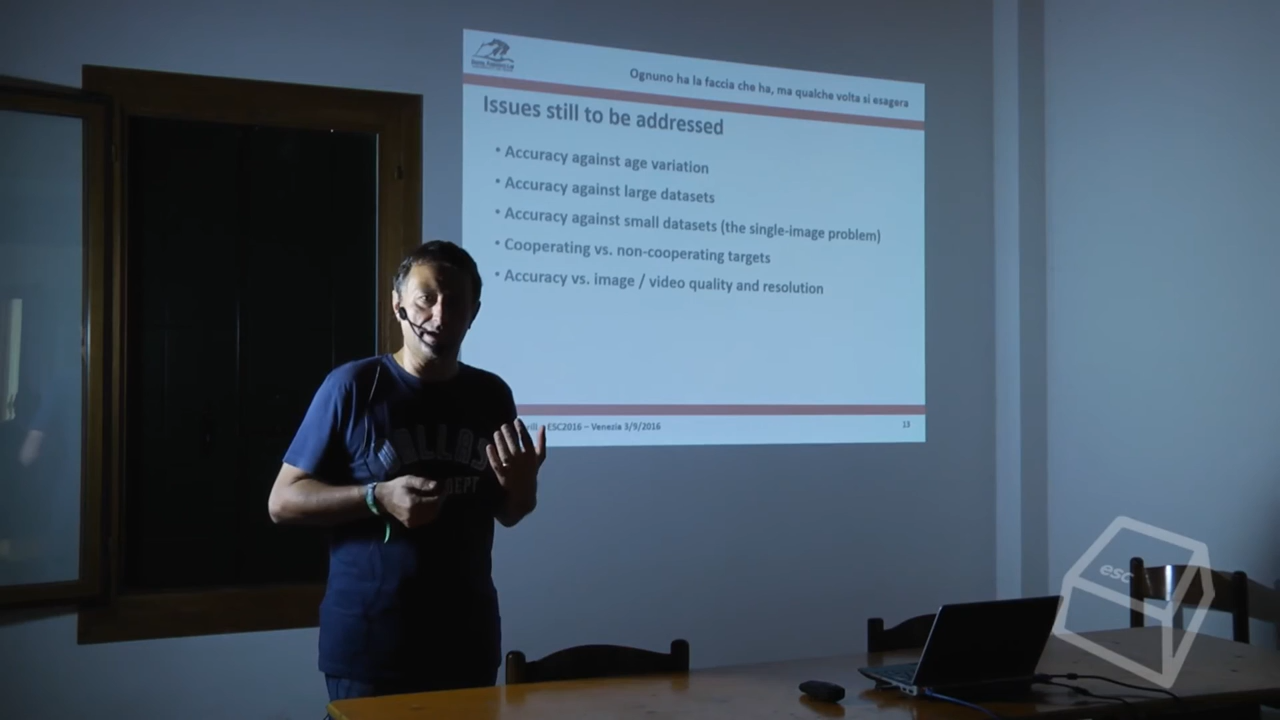 Ognuno ha la faccia che ha, ma qualche volta si esagera
Issues still to be addressed
• Accuracy against age variation
• Accuracy against large datasets
• Accuracy against small datasets (the single-image problem)
• Cooperating vs. non-cooperating targets
• Accuracy vs. image / video quality and resolution
ESC2016 – Venezia 3/9/2016
13
DALLAS
DEPT
esc